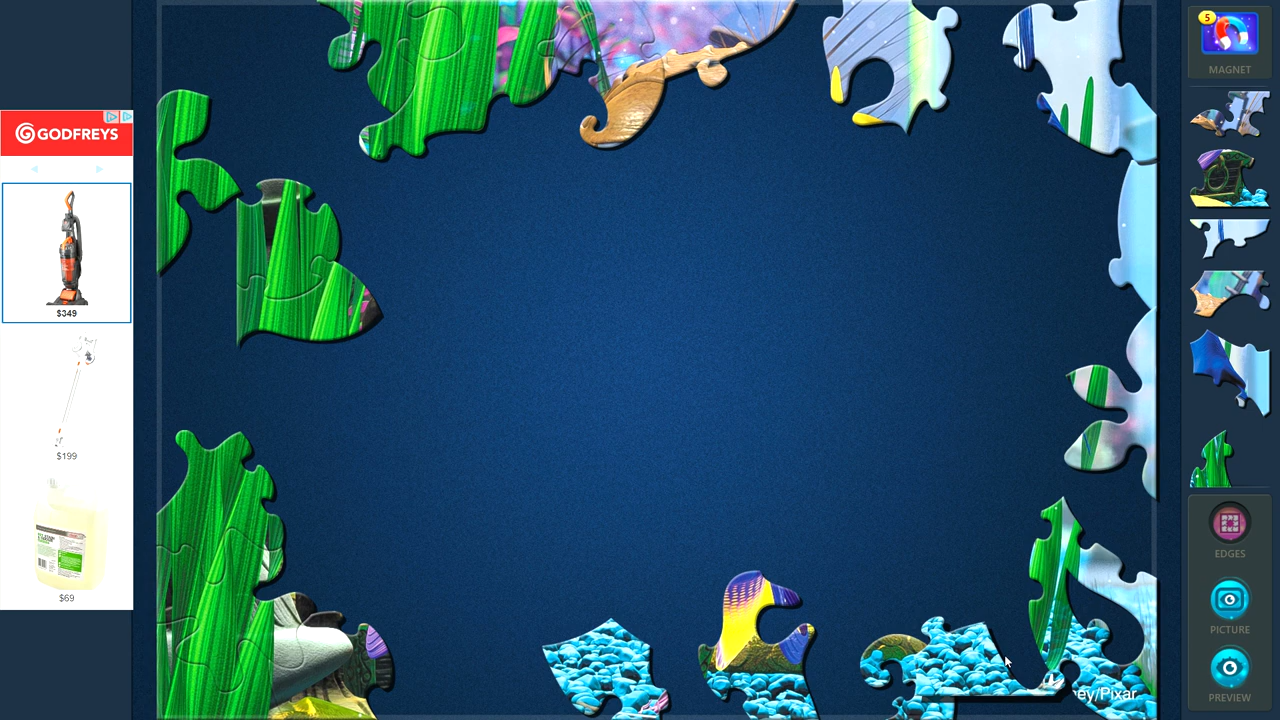 5
MAGNET
GODFREYS
$349
$199
$69
EDGES
PICTURE
PREVIEW
ey/Pixar